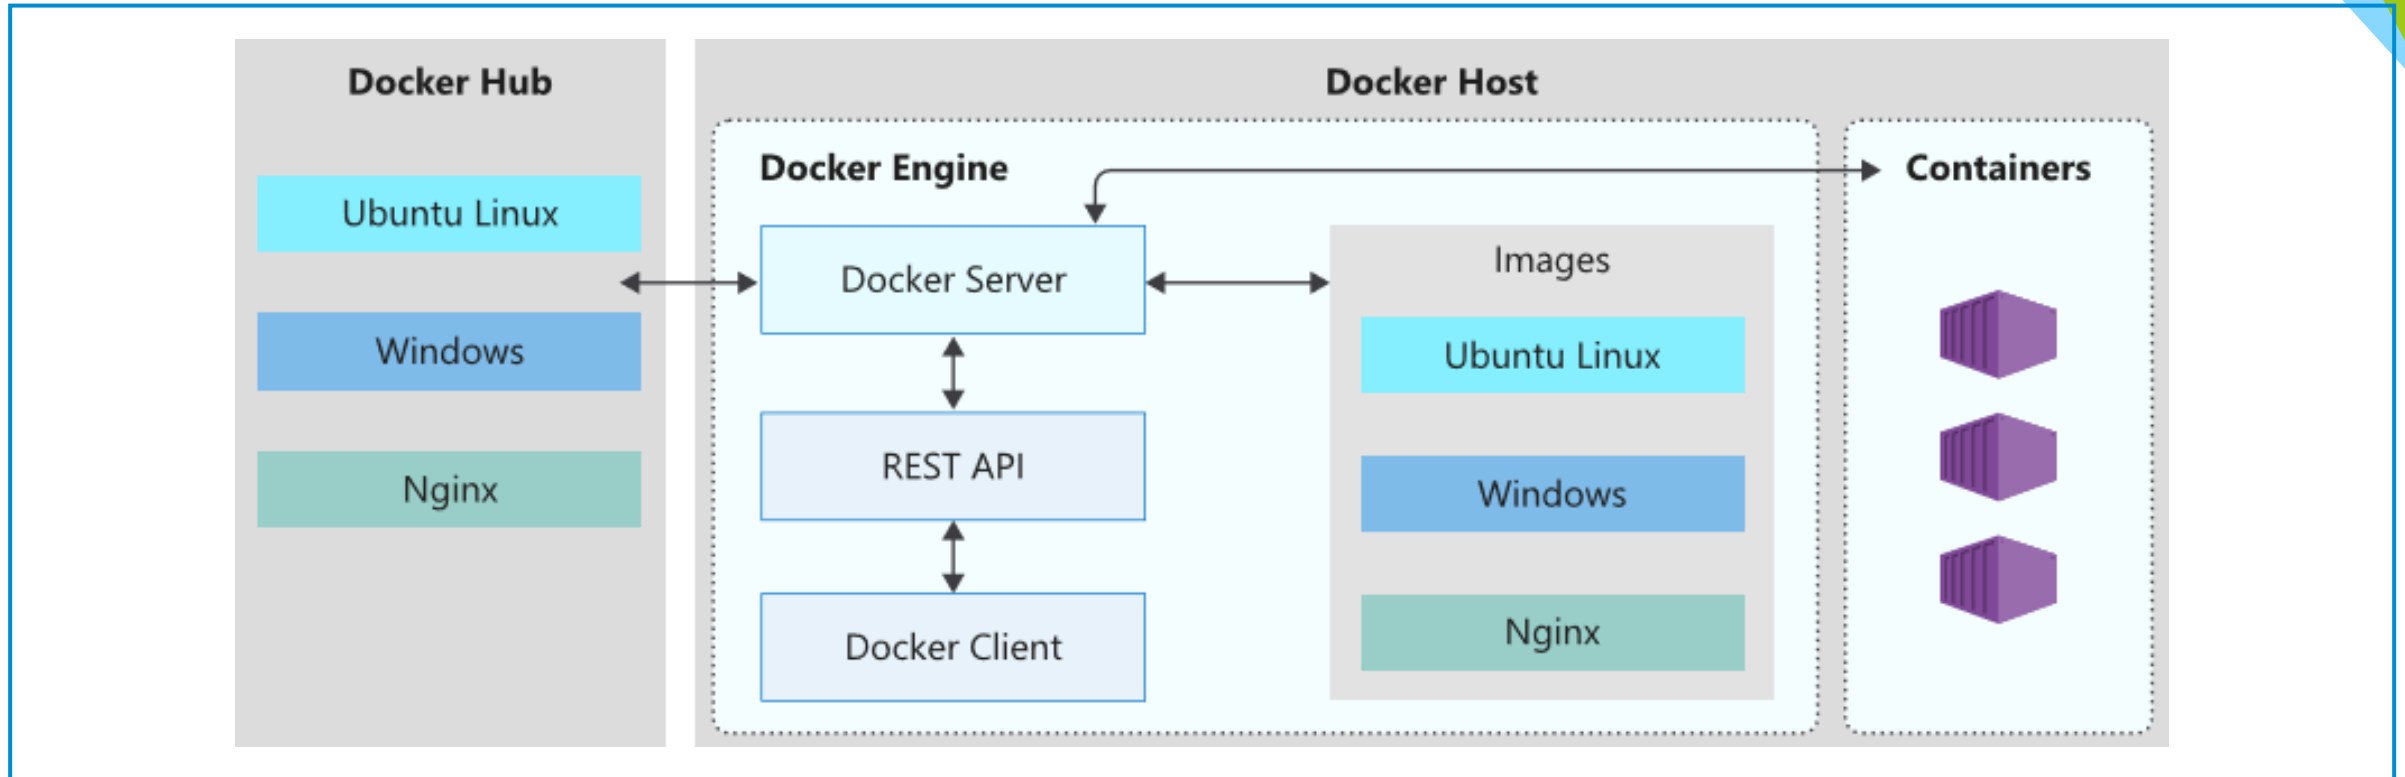 Docker Hub
Ubuntu Linux
Windows
Nginx
Docker Host
Docker Engine
Docker Server
REST API
Docker Client
Images
Ubuntu Linux
Windows
Nginx
Containers